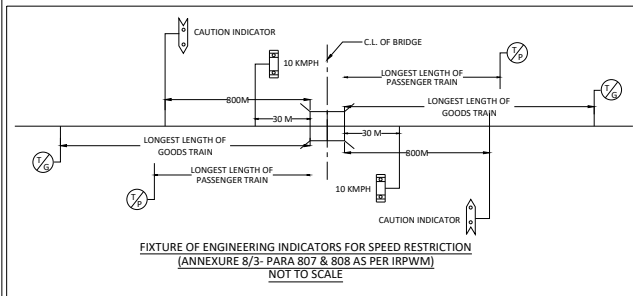 CAUTION INDICATOR
C.L. OF BRIDGE
10 KMPH
T/P
LONGEST LENGTH OF
PASSENGER TRAIN
T/G
800M
LONGEST LENGTH OF
GOODS TRAIN
30 M
LONGEST LENGTH OF
GOODS TRAIN
30 M
T/G
800M
LONGEST LENGTH OF
PASSENGER TRAIN
T/P
10 KMPH
CAUTION INDICATOR
FIXTURE OF ENGINEERING INDICATORS FOR SPEED RESTRICTION
(ANNEXURE 8/3- PARA 807 & 808 AS PER IRPWM)
NOT TO SCALE